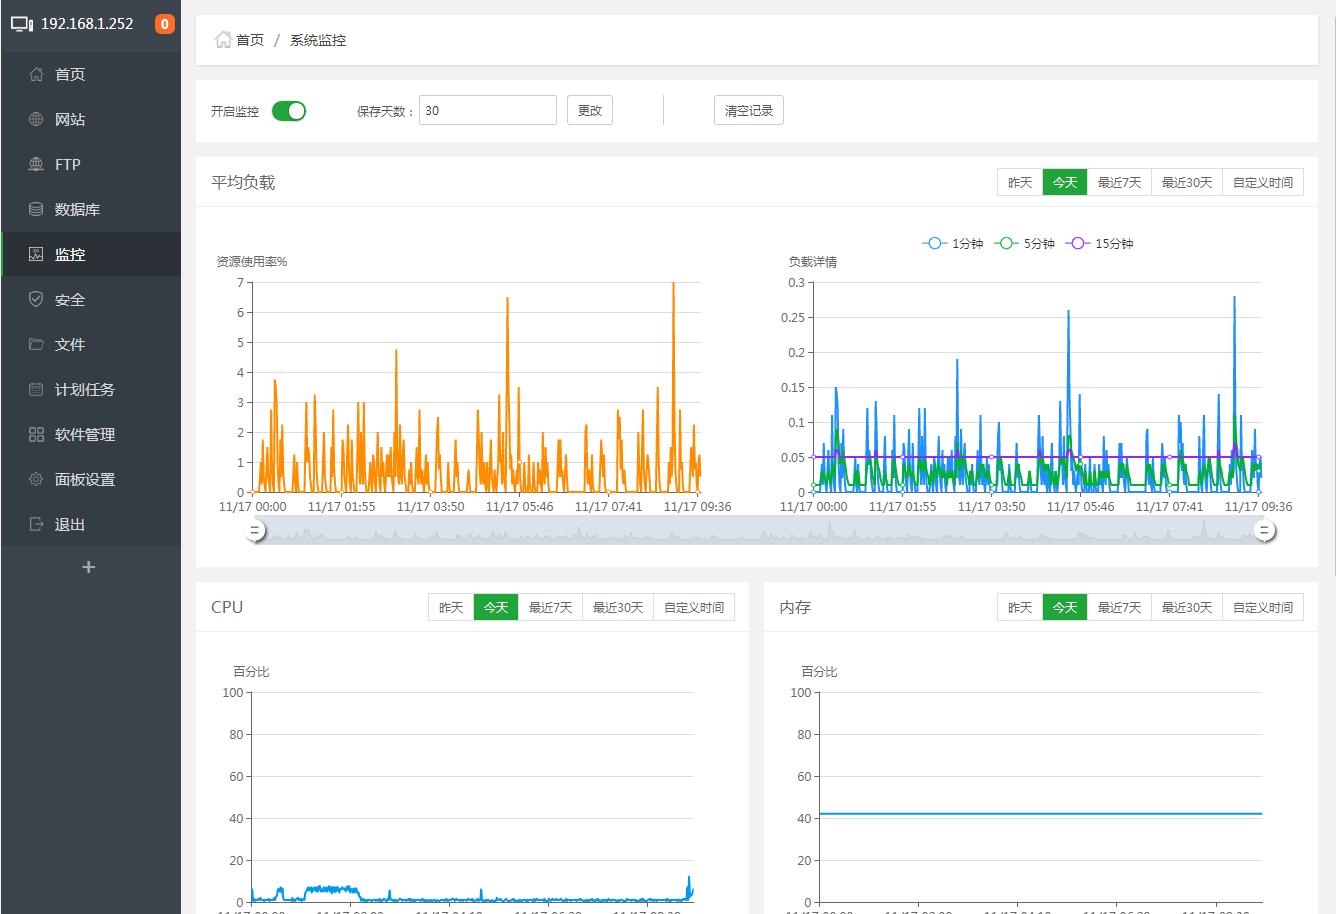 192.168.1.252 0
首页
网站
FTP
数据库
监控
安全
文件
计划任务
软件管理
面板设置
退出
+
首页 / 系统监控
开启监控 保存天数： 30 更改 清空记录
平均负载 昨天 今天 最近7天 最近30天 自定义时间
资源使用率%
7
6
5
4
3
2
1
0
11/17 00:00 11/17 01:55 11/17 03:50 11/17 05:46 11/17 07:41 11/17 09:36
1分钟 5分钟 15分钟
负载详情
0.3
0.25
0.2
0.15
0.1
0.05
0
11/17 00:00 11/17 01:55 11/17 03:50 11/17 05:46 11/17 07:41 11/17 09:36
CPU 昨天 今天 最近7天 最近30天 自定义时间
百分比
100
80
60
40
20
0
内存 昨天 今天 最近7天 最近30天 自定义时间
百分比
100
80
60
40
20
0